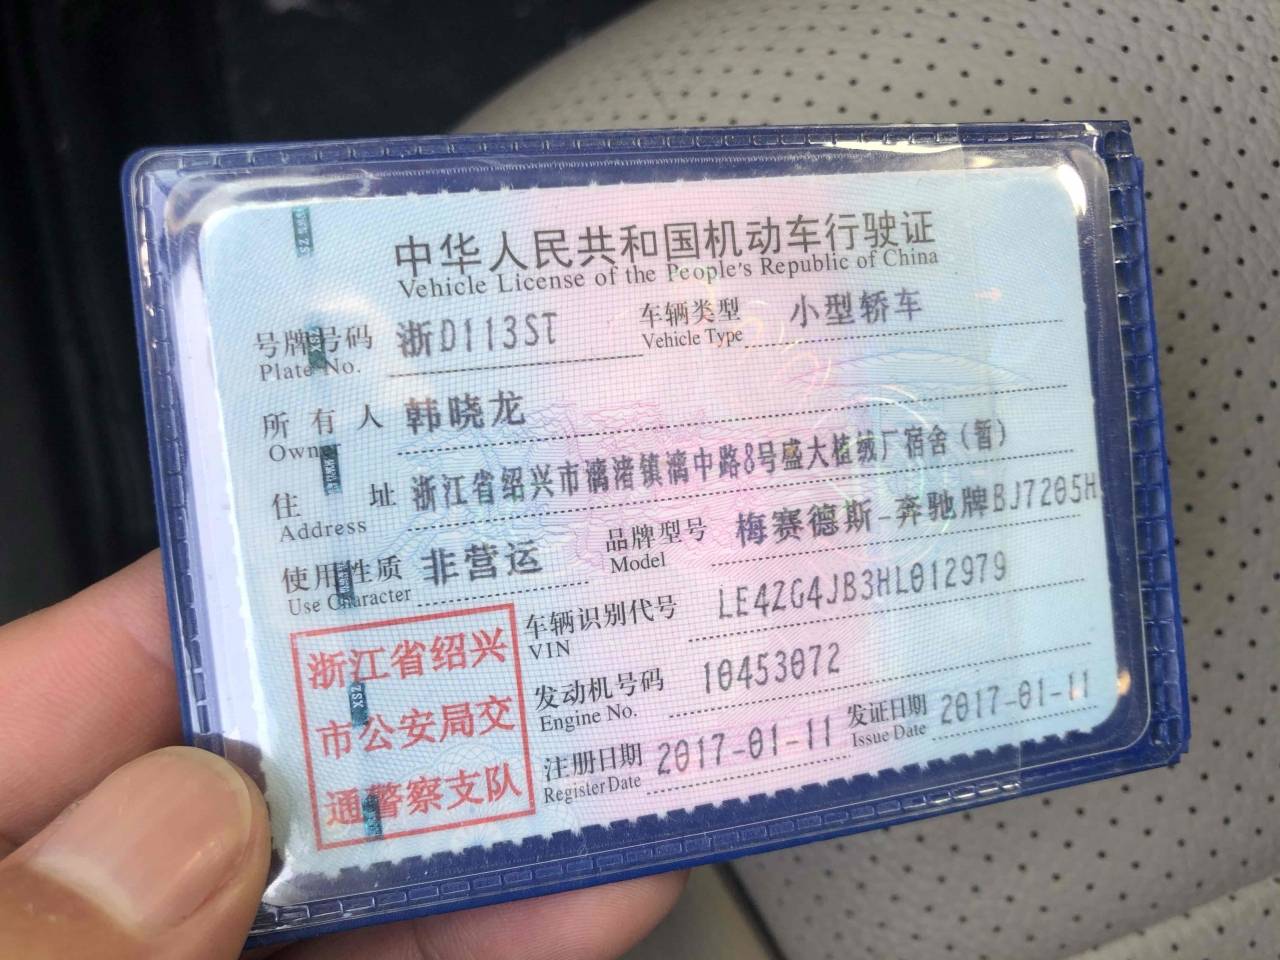 中华人民共和国机动车行驶证
Vehicle License of the People's Republic of China
号牌号码 浙D113ST 车辆类型 小型轿车
Plate No. Vehicle Type
所有人 韩晓龙
Owner
住址 浙江省绍兴市漓渚镇漓中路8号盛大植绒厂宿舍(暂)
Address
使用性质 非营运 品牌型号 梅赛德斯-奔驰牌BJ7205H
Use Character Model
浙江省绍兴
市公安局交
通警察支队
车辆识别代号 LE4ZG4JB3HL012979
VIN
发动机号码 10453072
Engine No.
注册日期 2017-01-11 发证日期 2017-01-11
Register Date Issue Date